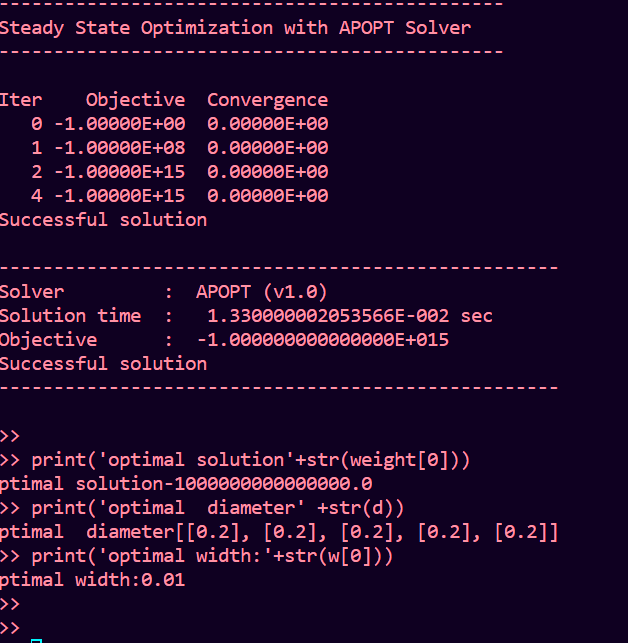 ----------------------------------------------
Steady State Optimization with APOPT Solver
----------------------------------------------
Iter    Objective  Convergence
   0 -1.00000E+00  0.00000E+00
   1 -1.00000E+08  0.00000E+00
   2 -1.00000E+15  0.00000E+00
   4 -1.00000E+15  0.00000E+00
Successful solution
---------------------------------------------------
Solver         :  APOPT (v1.0)
Solution time  :   1.330000002053566E-002 sec
Objective      :  -1.000000000000000E+015
Successful solution
---------------------------------------------------
>>
>> print('optimal solution'+str(weight[0]))
ptimal solution-1000000000000000.0
>> print('optimal  diameter' +str(d))
ptimal  diameter[[0.2], [0.2], [0.2], [0.2], [0.2]]
>> print('optimal width:'+str(w[0]))
ptimal width:0.01
>>
>>